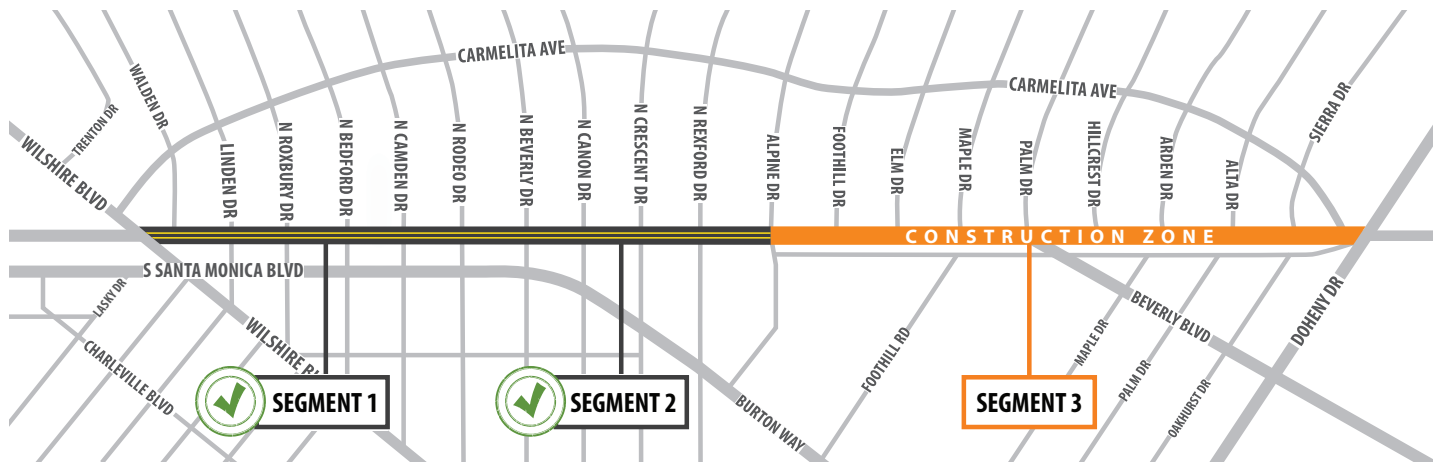 CARMELITA AVE
CARMELITA AVE
TRENTON DR
WALDEN DR
SIERRA DR
WILSHIRE BLVD
LINDEN DR
N ROXBURY DR
N BEDFORD DR
N CAMDEN DR
N RODEO DR
N BEVERLY DR
N CANON DR
N CRESCENT DR
N REXFORD DR
ALPINE DR
FOOTHILL DR
ELM DR
MAPLE DR
PALM DR
HILLCREST DR
ARDEN DR
ALTA DR
CONSTRUCTION ZONE
S SANTA MONICA BLVD
LASKY DR
CHARLEVILLE BLVD
WILSHIRE
BEVERLY BLVD
DOHENY DR
FOOTHILL RD
MAPLE DR
PALM DR
OAKHURST DR
BURTON WAY
SEGMENT 1
SEGMENT 2
SEGMENT 3